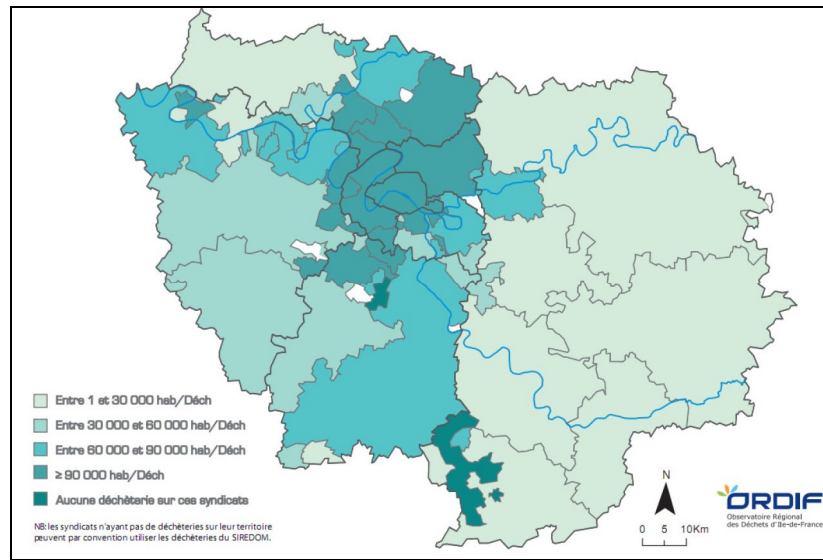 Entre 1 et 30 000 hab/Déch
Entre 30 000 et 60 000 hab/Déch
Entre 60 000 et 90 000 hab/Déch
≥ 90 000 hab/Déch
Aucune déchèterie sur ces syndicats
NB: les syndicats n'ayant pas de déchèteries sur leur territoire
peuvent par convention utiliser les déchèteries du SIREDOM.
N
0 5 10Km
ORDIF
Observatoire Régional
des Déchets d'Ile-de-France